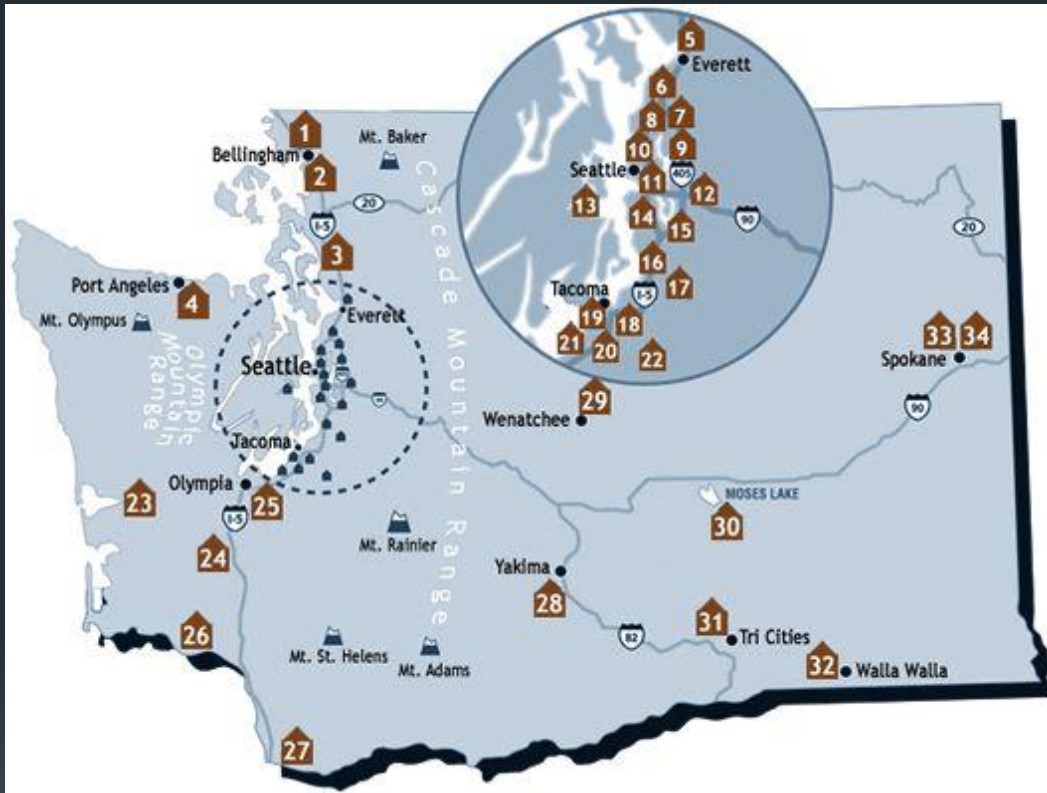 5
Everett
6
7
8
9
10
Seattle
405
11
12
13
14
15
90
16
17
I-5
Tacoma
19
18
21
20
22
1
Bellingham
2
Mt. Baker
Cascade Mountain Range
20
I-5
3
20
Port Angeles
4
Mt. Olympus
Olympic
Mountain
Range
Everett
Seattle
Tacoma
33
34
Spokane
90
29
Wenatchee
Olympia
23
25
I-5
24
Mt. Rainier
MOSES LAKE
30
Yakima
28
26
Mt. St. Helens
Mt. Adams
82
31
Tri Cities
32
Walla Walla
27